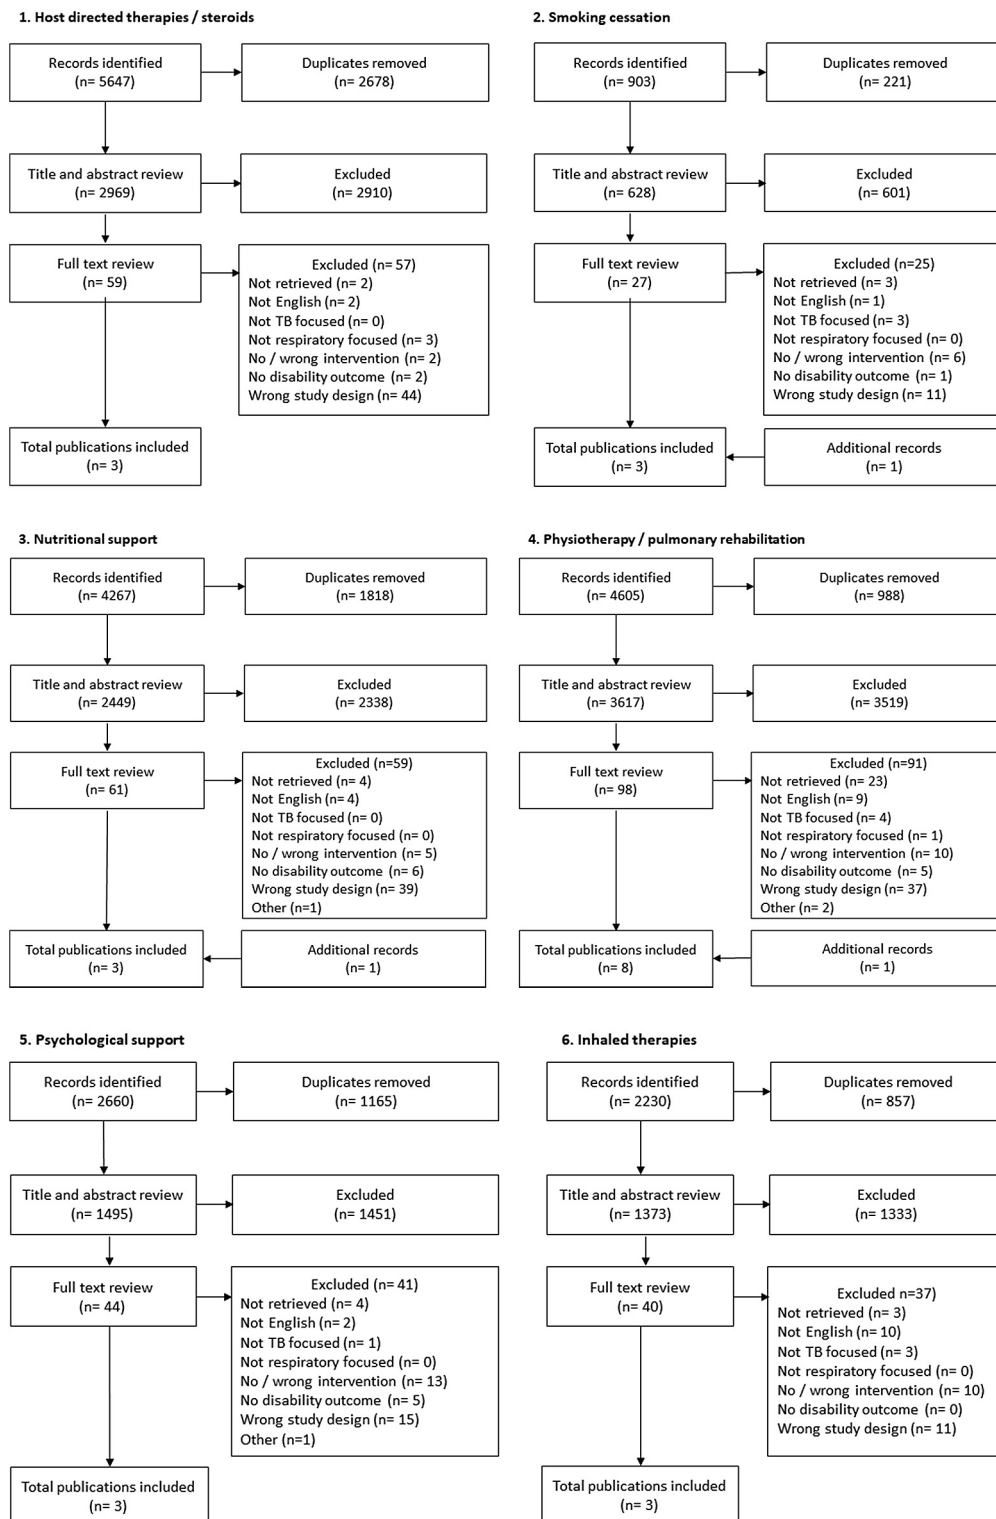 1. Host directed therapies / steroids
Records identified
(n= 5647)
Duplicates removed
(n= 2678)
Title and abstract review
(n= 2969)
Excluded
(n= 2910)
Full text review
(n= 59)
Excluded (n= 57)
Not retrieved (n= 2)
Not English (n= 2)
Not TB focused (n= 0)
Not respiratory focused (n= 3)
No / wrong intervention (n= 2)
No disability outcome (n= 2)
Wrong study design (n= 44)
Total publications included
(n= 3)
2. Smoking cessation
Records identified
(n= 903)
Duplicates removed
(n= 221)
Title and abstract review
(n= 628)
Excluded
(n= 601)
Full text review
(n= 27)
Excluded (n=25)
Not retrieved (n= 3)
Not English (n= 1)
Not TB focused (n= 3)
Not respiratory focused (n= 0)
No / wrong intervention (n= 6)
No disability outcome (n= 1)
Wrong study design (n= 11)
Total publications included
(n= 3)
Additional records
(n= 1)
3. Nutritional support
Records identified
(n= 4267)
Duplicates removed
(n= 1818)
Title and abstract review
(n= 2449)
Excluded
(n= 2338)
Full text review
(n= 61)
Excluded (n=59)
Not retrieved (n= 4)
Not English (n= 4)
Not TB focused (n= 0)
Not respiratory focused (n= 0)
No / wrong intervention (n= 5)
No disability outcome (n= 6)
Wrong study design (n= 39)
Other (n=1)
Total publications included
(n= 3)
Additional records
(n= 1)
4. Physiotherapy / pulmonary rehabilitation
Records identified
(n= 4605)
Duplicates removed
(n= 988)
Title and abstract review
(n= 3617)
Excluded
(n= 3519)
Full text review
(n= 98)
Excluded (n=91)
Not retrieved (n= 23)
Not English (n= 9)
Not TB focused (n= 4)
Not respiratory focused (n= 1)
No / wrong intervention (n= 10)
No disability outcome (n= 5)
Wrong study design (n= 37)
Other (n= 2)
Total publications included
(n= 8)
Additional records
(n= 1)
5. Psychological support
Records identified
(n= 2660)
Duplicates removed
(n= 1165)
Title and abstract review
(n= 1495)
Excluded
(n= 1451)
Full text review
(n= 44)
Excluded (n= 41)
Not retrieved (n= 4)
Not English (n= 2)
Not TB focused (n= 1)
Not respiratory focused (n= 0)
No / wrong intervention (n= 13)
No disability outcome (n= 5)
Wrong study design (n= 15)
Other (n=1)
Total publications included
(n= 3)
6. Inhaled therapies
Records identified
(n= 2230)
Duplicates removed
(n= 857)
Title and abstract review
(n= 1373)
Excluded
(n= 1333)
Full text review
(n= 40)
Excluded n=37)
Not retrieved (n= 3)
Not English (n= 10)
Not TB focused (n= 3)
Not respiratory focused (n= 0)
No / wrong intervention (n= 10)
No disability outcome (n= 0)
Wrong study design (n= 11)
Total publications included
(n= 3)